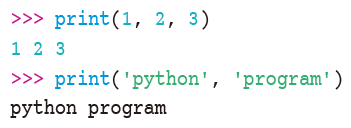 >>> print(1, 2, 3)
1 2 3
>>> print('python', 'program')
python program